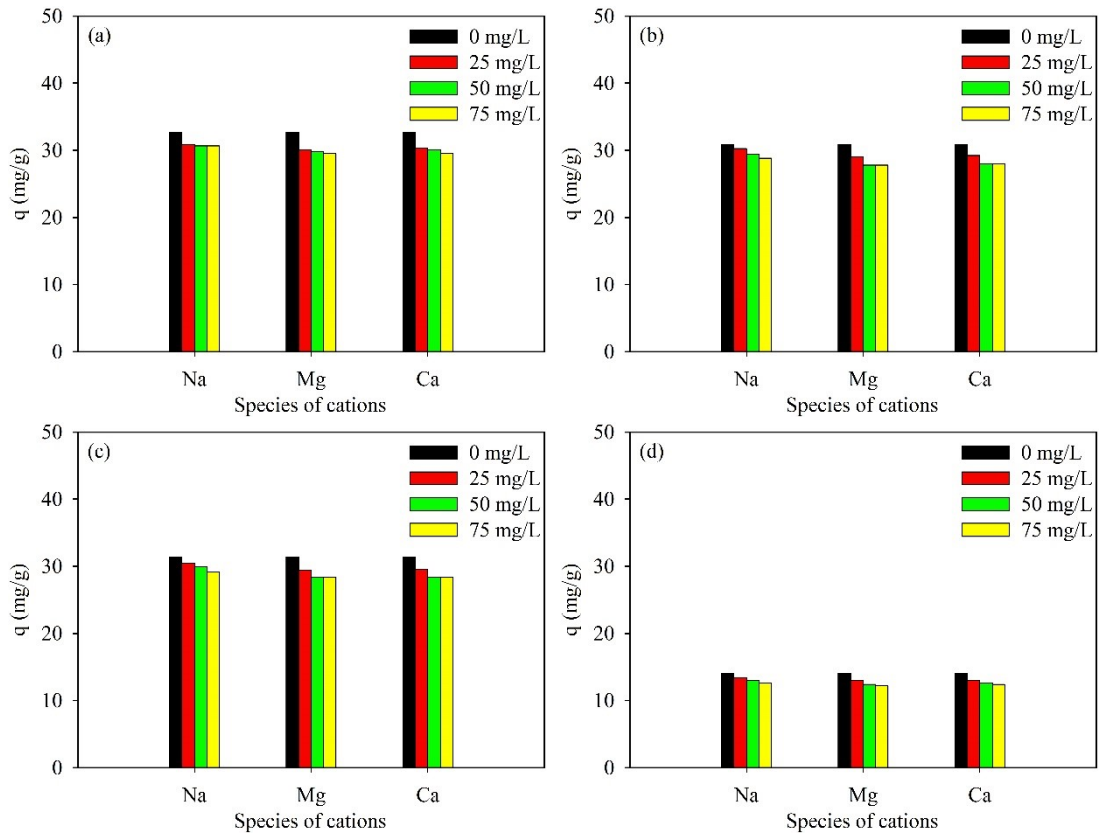 (a)
0 mg/L
25 mg/L
50 mg/L
75 mg/L
50
40
30
20
10
0
q (mg/g)
Na Mg Ca
Species of cations
(b)
0 mg/L
25 mg/L
50 mg/L
75 mg/L
50
40
30
20
10
0
q (mg/g)
Na Mg Ca
Species of cations
(c)
0 mg/L
25 mg/L
50 mg/L
75 mg/L
50
40
30
20
10
0
q (mg/g)
Na Mg Ca
Species of cations
(d)
0 mg/L
25 mg/L
50 mg/L
75 mg/L
50
40
30
20
10
0
q (mg/g)
Na Mg Ca
Species of cations